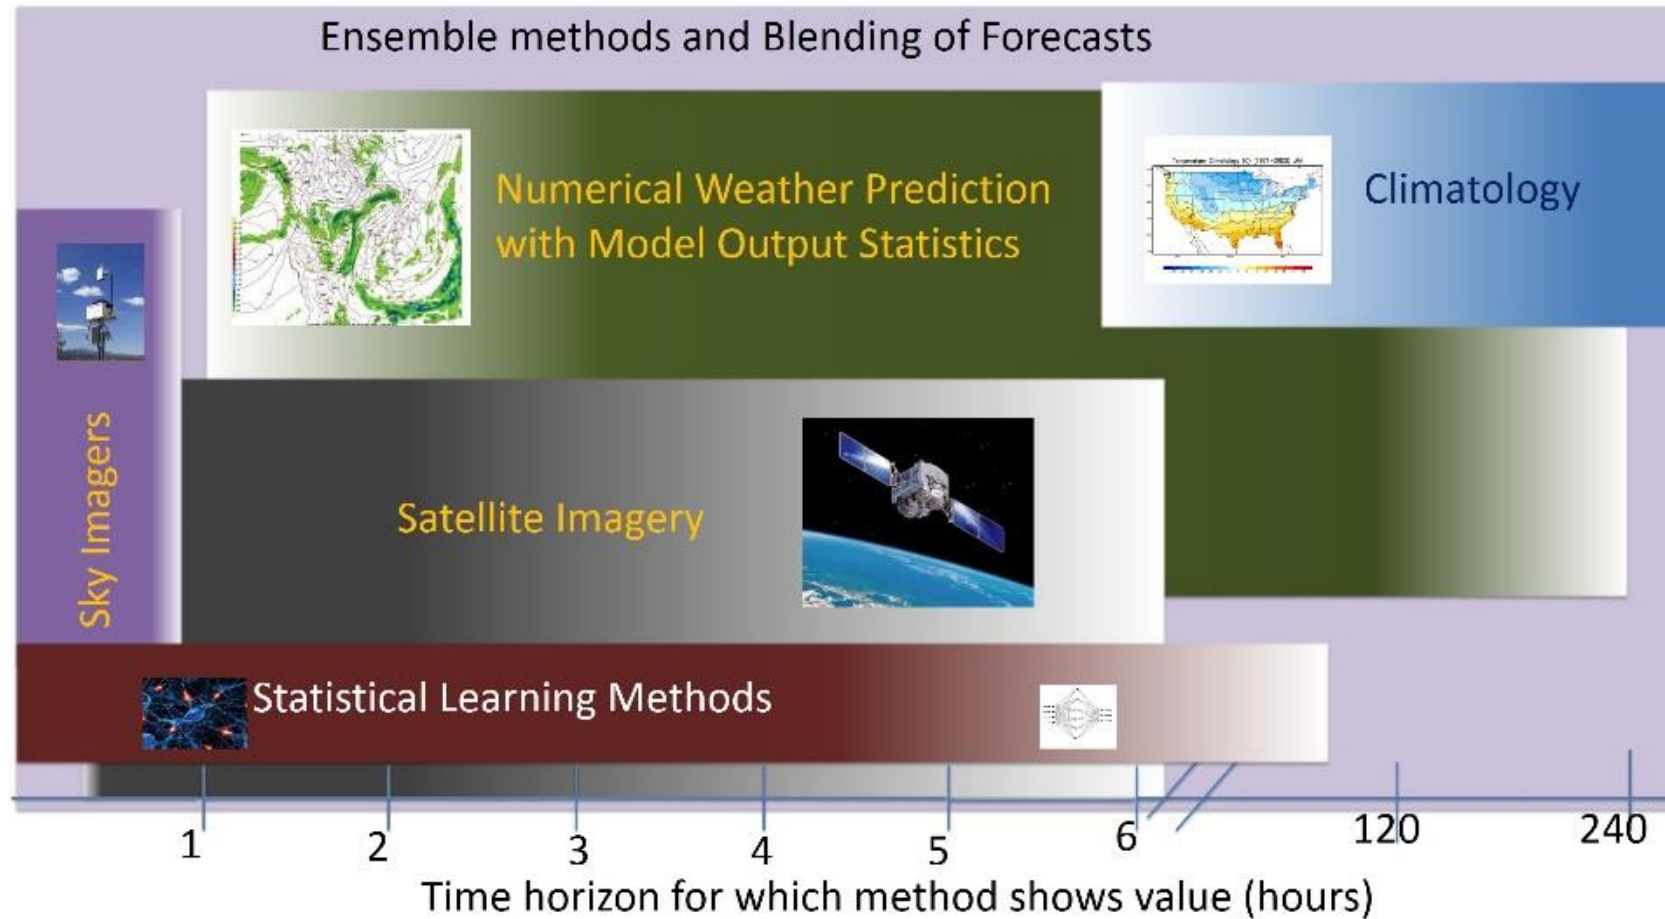 Ensemble methods and Blending of Forecasts
Numerical Weather Prediction
with Model Output Statistics
Climatology
Sky Imagers
Satellite Imagery
Statistical Learning Methods
1
2
3
4
5
6
120
240
Time horizon for which method shows value (hours)